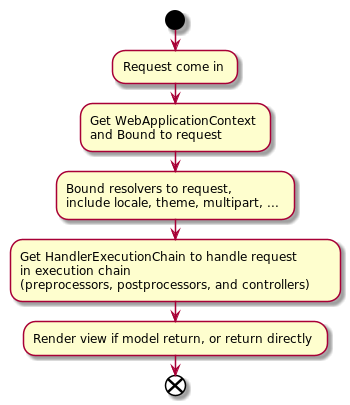 Request come in
Get WebApplicationContext
and Bound to request
Bound resolvers to request,
include locale, theme, multipart, ...
Get HandlerExecutionChain to handle request
in execution chain
(preprocessors, postprocessors, and controllers)
Render view if model return, or return directly